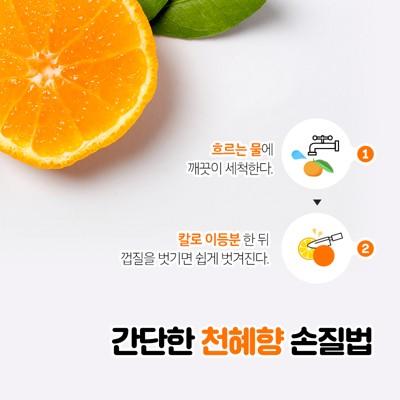 흐르는 물에
깨끗이 세척한다.
1
칼로 이등분 한 뒤
껍질을 벗기면 쉽게 벗겨진다.
2
간단한 천혜향 손질법